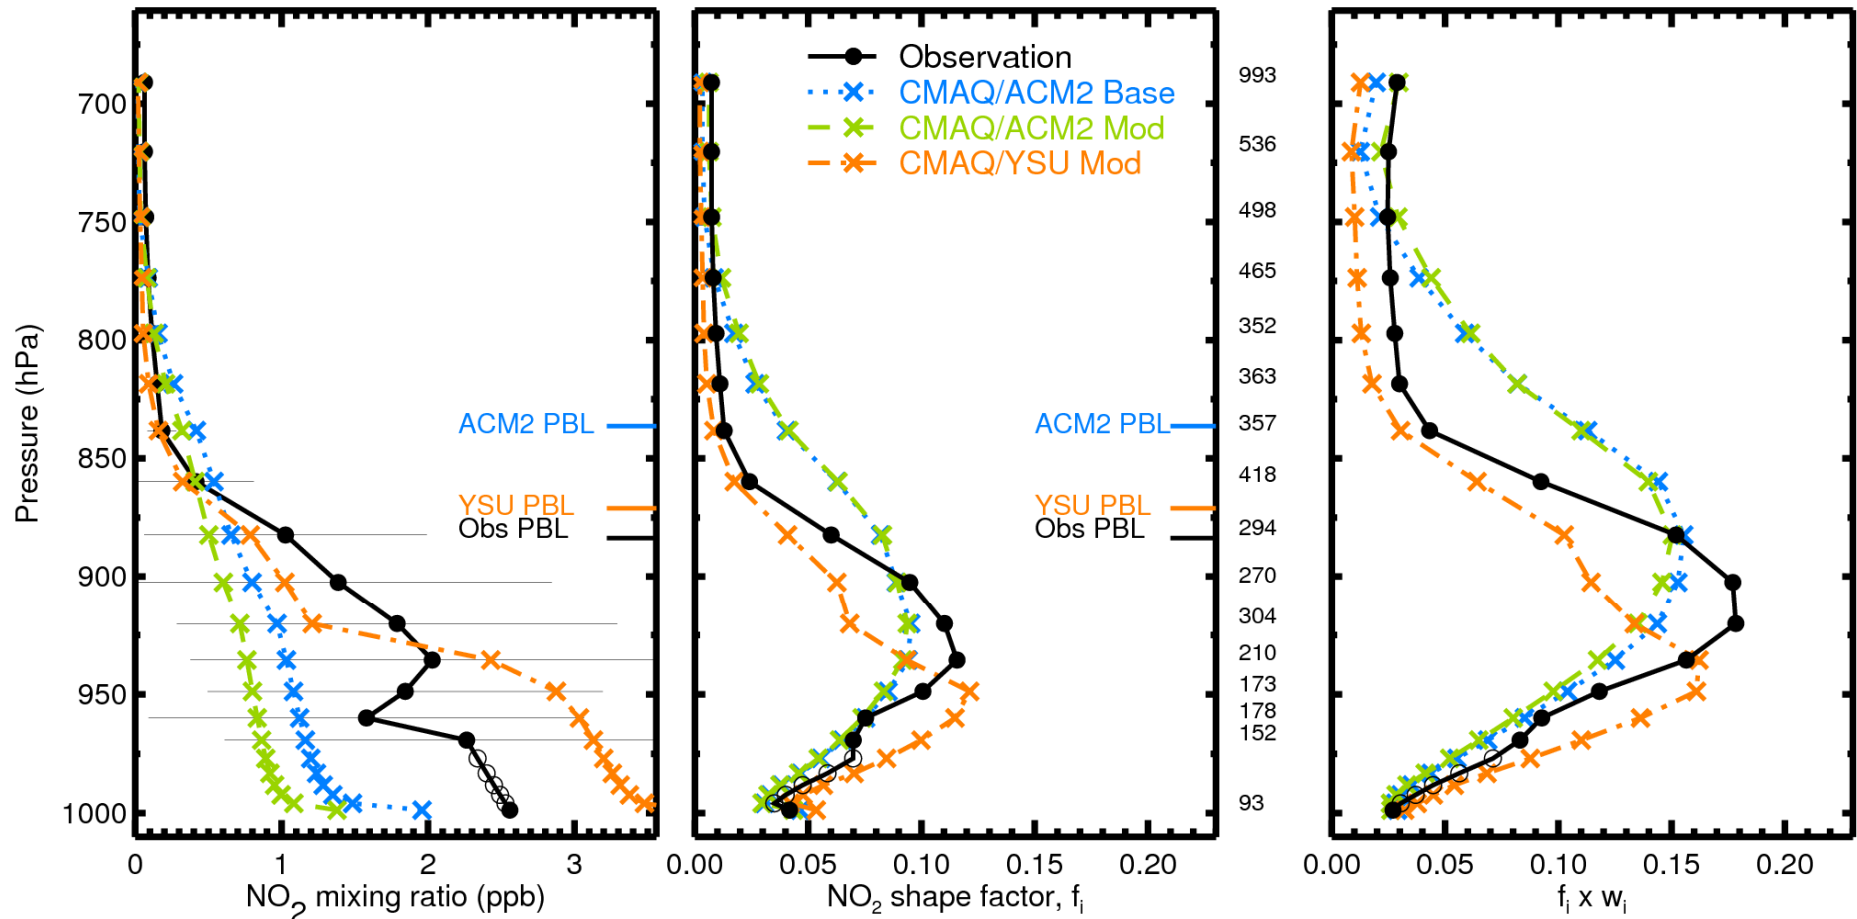 Observation
CMAQ/ACM2 Base
CMAQ/ACM2 Mod
CMAQ/YSU Mod
Pressure (hPa)
700
750
800
850
900
950
1000
ACM2 PBL
YSU PBL
Obs PBL
0 1 2 3
NO2 mixing ratio (ppb)
ACM2 PBL
YSU PBL
Obs PBL
0.00 0.05 0.10 0.15 0.20
NO2 shape factor, fi
993
536
498
465
352
363
357
418
294
270
304
210
173
178
152
93
0.00 0.05 0.10 0.15 0.20
fi x wi